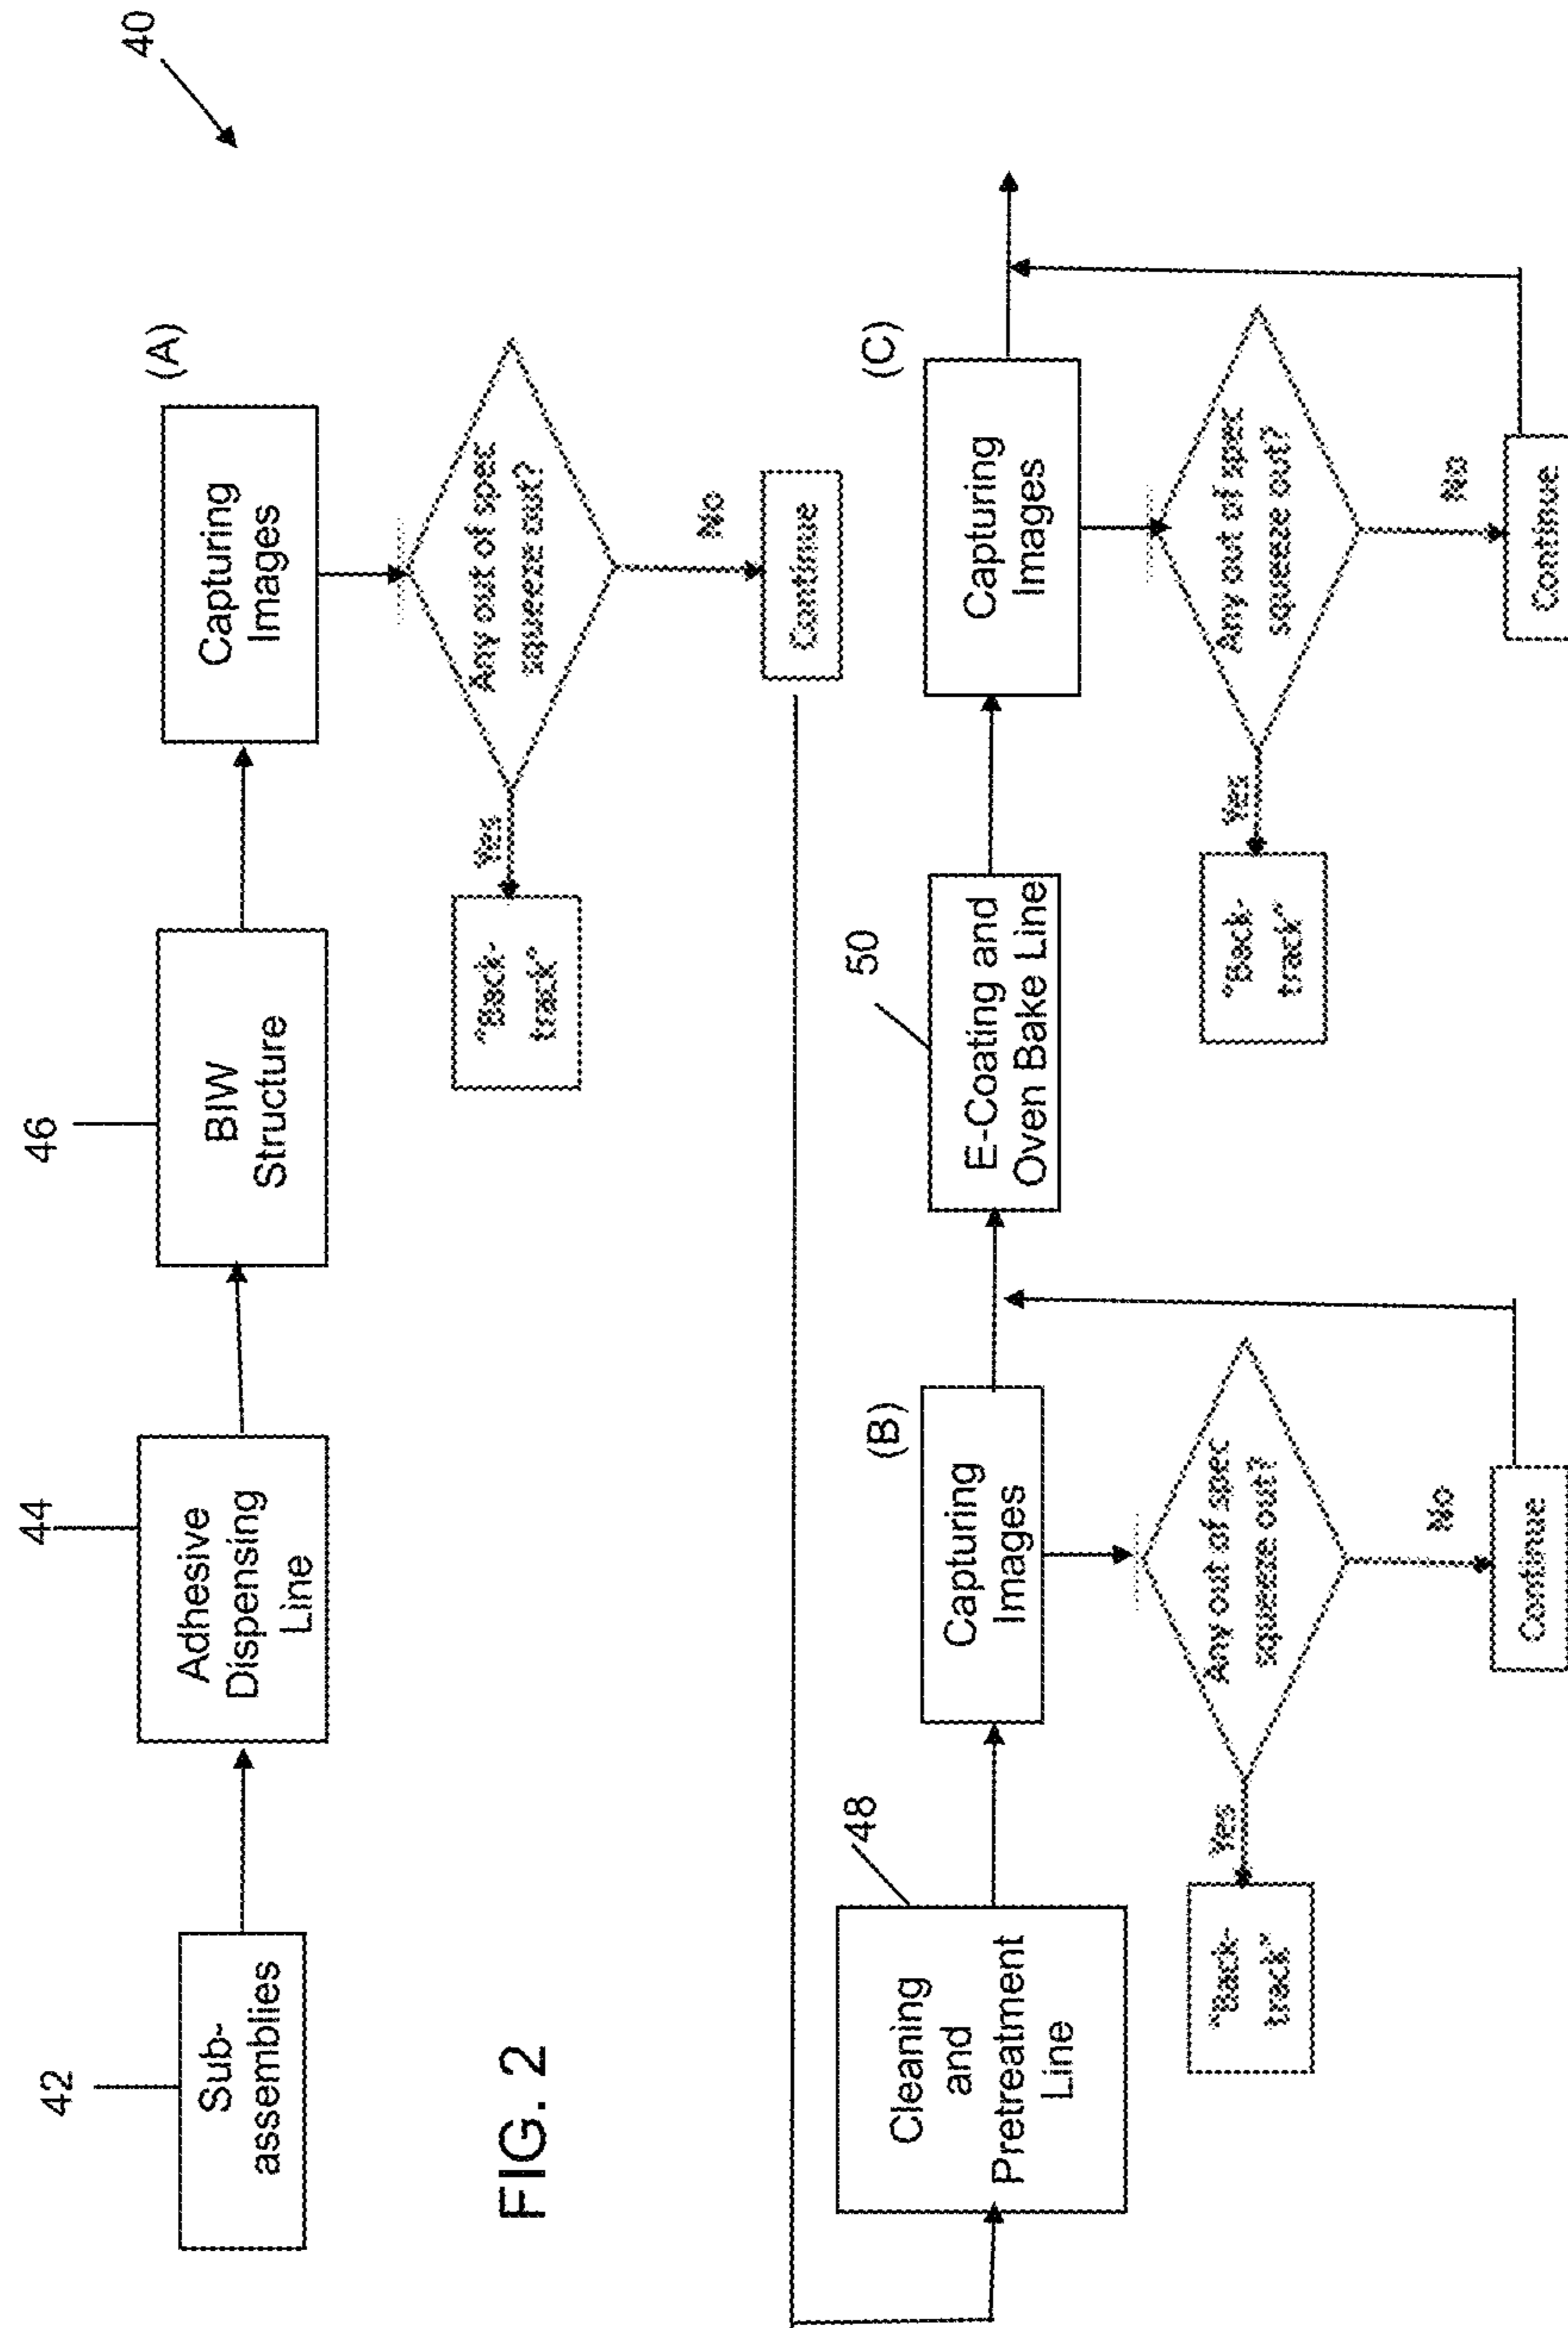 40
42
Sub-
assemblies
44
Adhesive
Dispensing
Line
46
BIW
Structure
(A)
Capturing
Images
Any out of spec
squeeze out?
Yes
"Back-
track"
No
Continue
FIG. 2
48
Cleaning
and
Pretreatment
Line
(B)
Capturing
Images
Any out of spec
squeeze out?
Yes
"Back-
track"
No
Continue
50
E-Coating and
Oven Bake Line
(C)
Capturing
Images
Any out of spec
squeeze out?
Yes
"Back-
track"
No
Continue